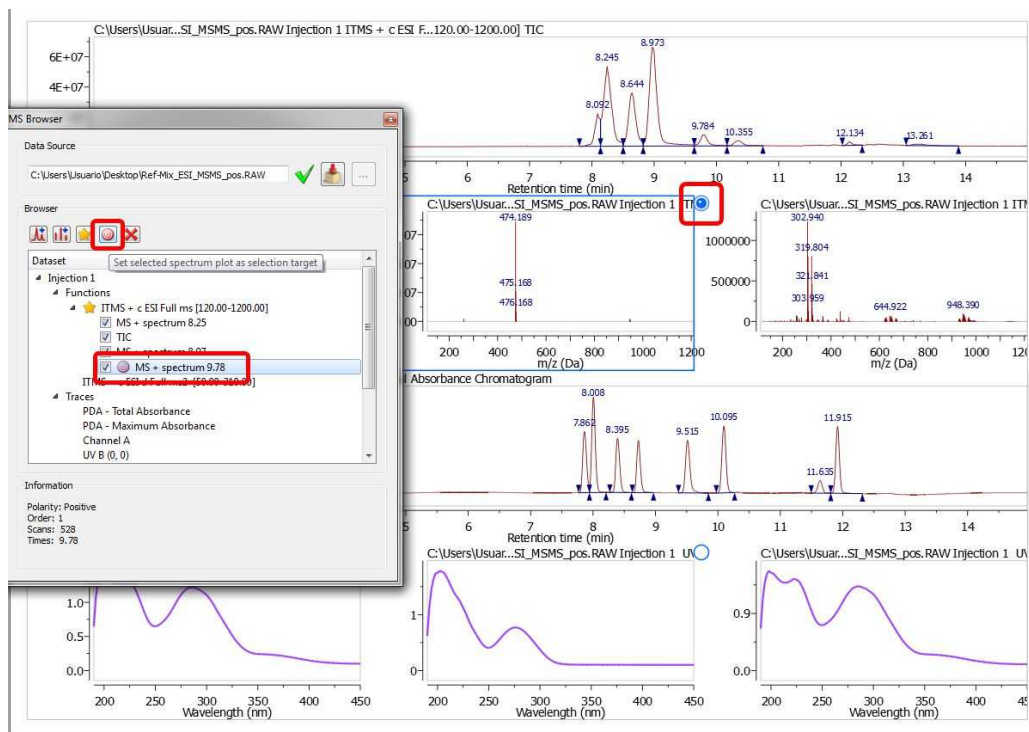 C:\Users\Usuar...SI_MSMS_pos.RAW Injection 1 ITMS + c ESI F...120.00-1200.00] TIC
6E+07
4E+07
8.092
8.245
8.644
8.973
9.784
10.355
12.134
13.261
5 6 7 8 9 10 11 12 13 14
Retention time (min)
MS Browser
Data Source
C:\Users\Usuario\Desktop\Ref-Mix_ESI_MSMS_pos.RAW
...
Browser
Set selected spectrum plot as selection target
Dataset
Injection 1
Functions
ITMS + c ESI Full ms [120.00-1200.00]
MS + spectrum 8.25
TIC
MS + spectrum 8.97
MS + spectrum 9.78
Traces
PDA - Total Absorbance
PDA - Maximum Absorbance
Channel A
UV B (0, 0)
Information
Polarity: Positive
Order: 1
Scans: 528
Times: 9.78
C:\Users\Usuar...SI_MSMS_pos.RAW Injection 1 IT
07
07
07
00
474.189
475.168
476.168
200 400 600 800 1000 1200
m/z (Da)
C:\Users\Usuar...SI_MSMS_pos.RAW Injection 1 ITI
1000000
500000
0
302.940
319.804
321.841
303.959
644.922
948.390
200 400 600 800 1000 120
m/z (Da)
l Absorbance Chromatogram
7.862
8.008
8.395
9.515
10.095
11.635
11.915
5 6 7 8 9 10 11 12 13 14
Retention time (min)
1.0
0.5
0.0
200 250 300 350 400 450
Wavelength (nm)
C:\Users\Usuar...SI_MSMS_pos.RAW Injection 1 UV
1
0
200 250 300 350 400 450
Wavelength (nm)
C:\Users\Usuar...SI_MSMS_pos.RAW Injection 1 UV
0.9
0.0
200 250 300 350 400 45
Wavelength (nm)